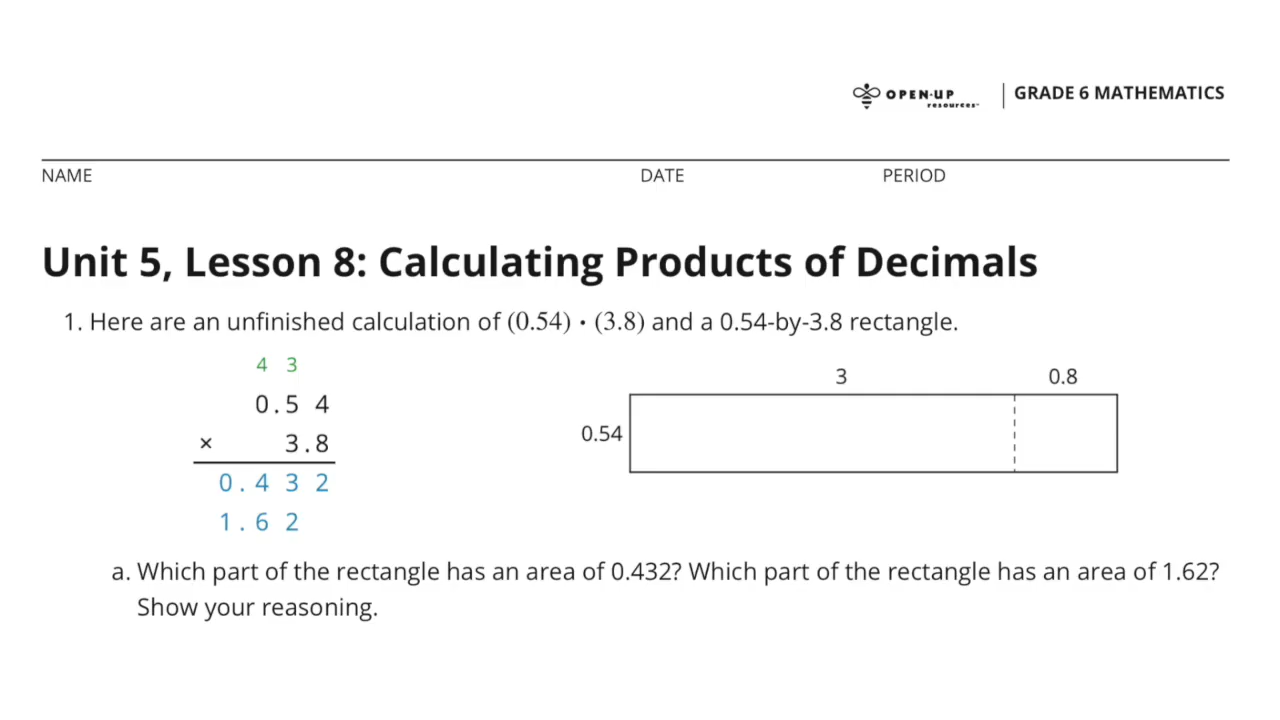 OPEN-UP resources™ | GRADE 6 MATHEMATICS
NAME DATE PERIOD
Unit 5, Lesson 8: Calculating Products of Decimals
1. Here are an unfinished calculation of (0.54) · (3.8) and a 0.54-by-3.8 rectangle.
4 3
0.5 4
× 3.8
0.4 3 2
1.6 2
3 0.8
0.54
a. Which part of the rectangle has an area of 0.432? Which part of the rectangle has an area of 1.62?
Show your reasoning.